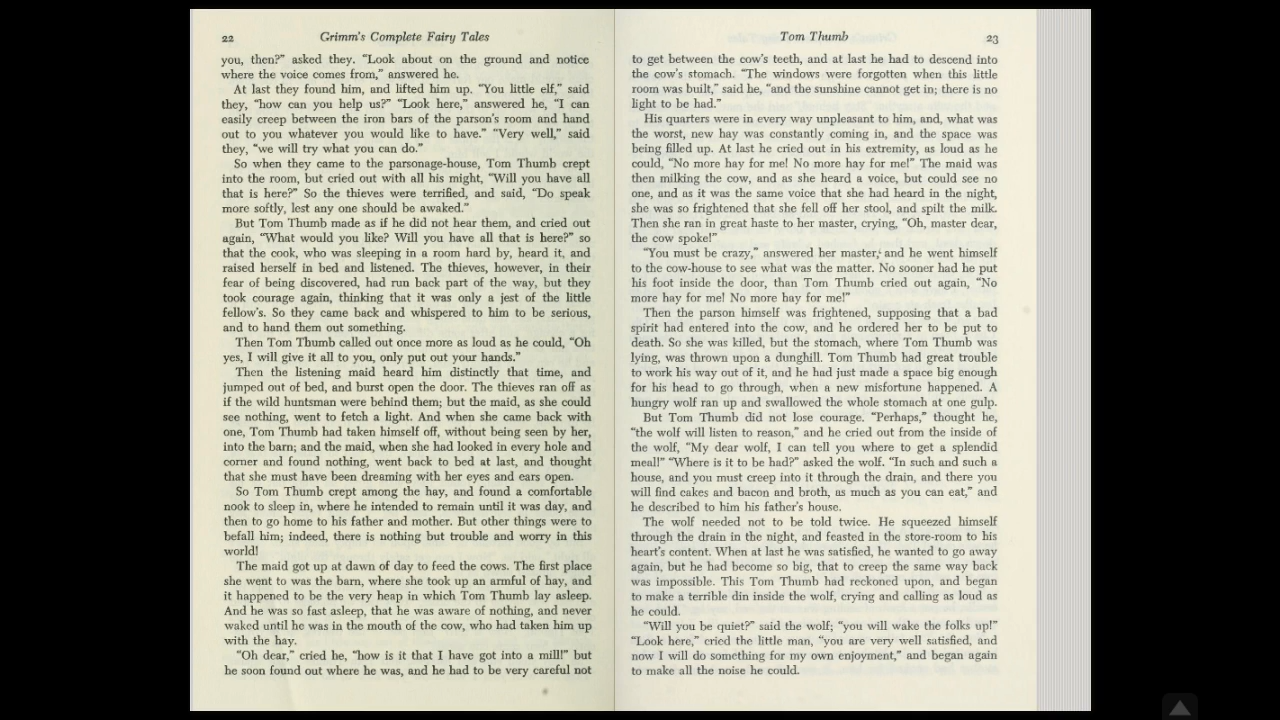 22
Grimm's Complete Fairy Tales
you, then?” asked they. “Look about on the ground and notice
where the voice comes from,” answered he.
At last they found him, and lifted him up. “You little elf,” said
they, “how can you help us?” “Look here,” answered he, “I can
easily creep between the iron bars of the parson's room and hand
out to you whatever you would like to have.” “Very well,” said
they, “we will try what you can do.”
So when they came to the parsonage-house, Tom Thumb crept
into the room, but cried out with all his might, “Will you have all
that is here?” So the thieves were terrified, and said, “Do speak
more softly, lest any one should be awaked.”
But Tom Thumb made as if he did not hear them, and cried out
again, “What would you like? Will you have all that is here?” so
that the cook, who was sleeping in a room hard by, heard it, and
raised herself in bed and listened. The thieves, however, in their
fear of being discovered, had run back part of the way, but they
took courage again, thinking that it was only a jest of the little
fellow's. So they came back and whispered to him to be serious,
and to hand them out something.
Then Tom Thumb called out once more as loud as he could, “Oh
yes, I will give it all to you, only put out your hands.”
Then the listening maid heard him distinctly that time, and
jumped out of bed, and burst open the door. The thieves ran off as
if the wild huntsman were behind them; but the maid, as she could
see nothing, went to fetch a light. And when she came back with
one, Tom Thumb had taken himself off, without being seen by her,
into the barn; and the maid, when she had looked in every hole and
corner and found nothing, went back to bed at last, and thought
that she must have been dreaming with her eyes and ears open.
So Tom Thumb crept among the hay, and found a comfortable
nook to sleep in, where he intended to remain until it was day, and
then to go home to his father and mother. But other things were to
befall him; indeed, there is nothing but trouble and worry in this
world!
The maid got up at dawn of day to feed the cows. The first place
she went to was the barn, where she took up an armful of hay, and
it happened to be the very heap in which Tom Thumb lay asleep.
And he was so fast asleep, that he was aware of nothing, and never
waked until he was in the mouth of the cow, who had taken him up
with the hay.
“Oh dear,” cried he, “how is it that I have got into a mill!” but
he soon found out where he was, and he had to be very careful not
Tom Thumb
23
to get between the cow's teeth, and at last he had to descend into
the cow's stomach. “The windows were forgotten when this little
room was built,” said he, “and the sunshine cannot get in; there is no
light to be had.”
His quarters were in every way unpleasant to him, and, what was
the worst, new hay was constantly coming in, and the space was
being filled up. At last he cried out in his extremity, as loud as he
could, “No more hay for me! No more hay for me!” The maid was
then milking the cow, and as she heard a voice, but could see no
one, and as it was the same voice that she had heard in the night,
she was so frightened that she fell off her stool, and spilt the milk.
Then she ran in great haste to her master, crying, “Oh, master dear,
the cow spoke!”
“You must be crazy,” answered her master, and he went himself
to the cow-house to see what was the matter. No sooner had he put
his foot inside the door, than Tom Thumb cried out again, “No
more hay for me! No more hay for me!”
Then the parson himself was frightened, supposing that a bad
spirit had entered into the cow, and he ordered her to be put to
death. So she was killed, but the stomach, where Tom Thumb was
lying, was thrown upon a dunghill. Tom Thumb had great trouble
to work his way out of it, and he had just made a space big enough
for his head to go through, when a new misfortune happened. A
hungry wolf ran up and swallowed the whole stomach at one gulp.
But Tom Thumb did not lose courage. “Perhaps,” thought he,
“the wolf will listen to reason,” and he cried out from the inside of
the wolf, “My dear wolf, I can tell you where to get a splendid
meal!” “Where is it to be had?” asked the wolf. “In such and such a
house, and you must creep into it through the drain, and there you
will find cakes and bacon and broth, as much as you can eat,” and
he described to him his father's house.
The wolf needed not to be told twice. He squeezed himself
through the drain in the night, and feasted in the store-room to his
heart's content. When at last he was satisfied, he wanted to go away
again, but he had become so big, that to creep the same way back
was impossible. This Tom Thumb had reckoned upon, and began
to make a terrible din inside the wolf, crying and calling as loud as
he could.
“Will you be quiet?” said the wolf; “you will wake the folks up!”
“Look here,” cried the little man, “you are very well satisfied, and
now I will do something for my own enjoyment,” and began again
to make all the noise he could.